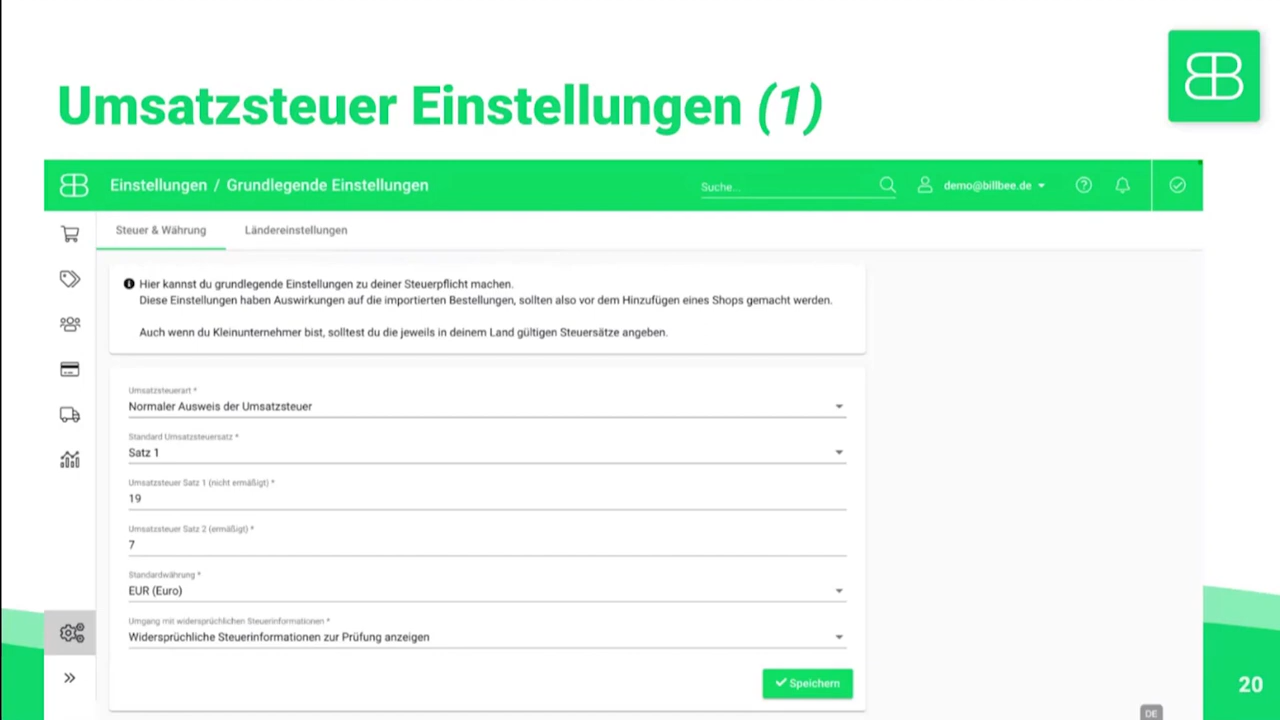 Umsatzsteuer Einstellungen (1)
Einstellungen / Grundlegende Einstellungen
Suche...
demo@billbee.de
Steuer & Währung
Ländereinstellungen
Hier kannst du grundlegende Einstellungen zu deiner Steuerpflicht machen.
Diese Einstellungen haben Auswirkungen auf die importierten Bestellungen, sollten also vor dem Hinzufügen eines Shops gemacht werden.
Auch wenn du Kleinunternehmer bist, solltest du die jeweils in deinem Land gültigen Steuersätze angeben.
Umsatzsteuerart *
Normaler Ausweis der Umsatzsteuer
Standard Umsatzsteuersatz *
Satz 1
Umsatzsteuer Satz 1 (nicht ermäßigt) *
19
Umsatzsteuer Satz 2 (ermäßigt) *
7
Standardwährung *
EUR (Euro)
Umgang mit widersprüchlichen Steuerinformationen *
Widersprüchliche Steuerinformationen zur Prüfung anzeigen
Speichern
20
DE